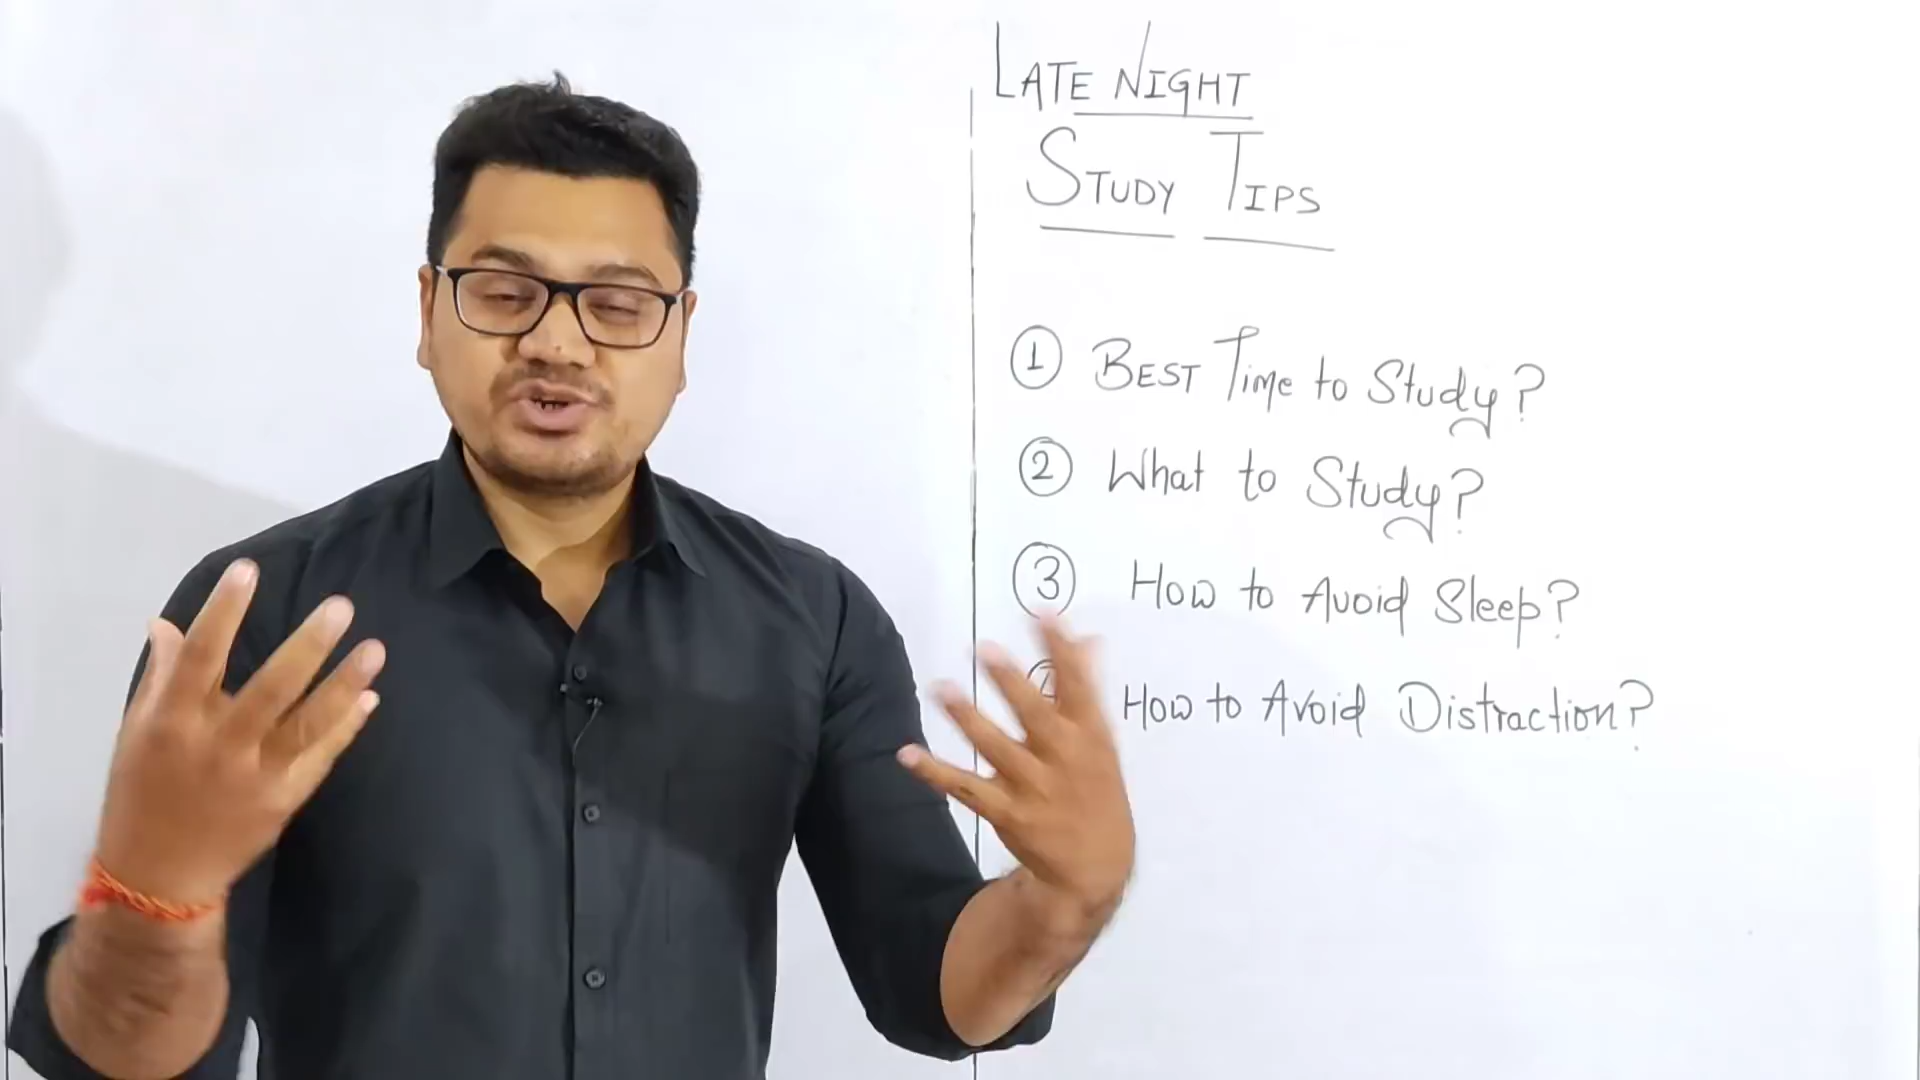 LATE NIGHT
STUDY TIPS
1 BEST Time to Study?
2 What to Study?
3 How to Avoid Sleep?
How to Avoid Distraction?